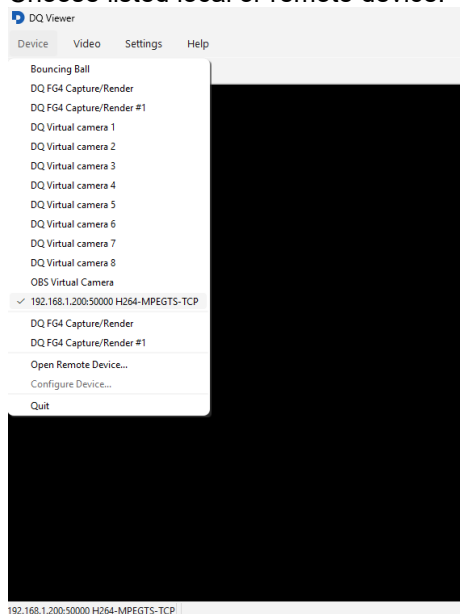 Choose listed local or remote device.
DQ Viewer
Device Video Settings Help
Bouncing Ball
DQ FG4 Capture/Render
DQ FG4 Capture/Render #1
DQ Virtual camera 1
DQ Virtual camera 2
DQ Virtual camera 3
DQ Virtual camera 4
DQ Virtual camera 5
DQ Virtual camera 6
DQ Virtual camera 7
DQ Virtual camera 8
OBS Virtual Camera
✓ 192.168.1.200:50000 H264-MPEGTS-TCP
DQ FG4 Capture/Render
DQ FG4 Capture/Render #1
Open Remote Device...
Configure Device...
Quit
192.168.1.200:50000 H264-MPEGTS-TCP